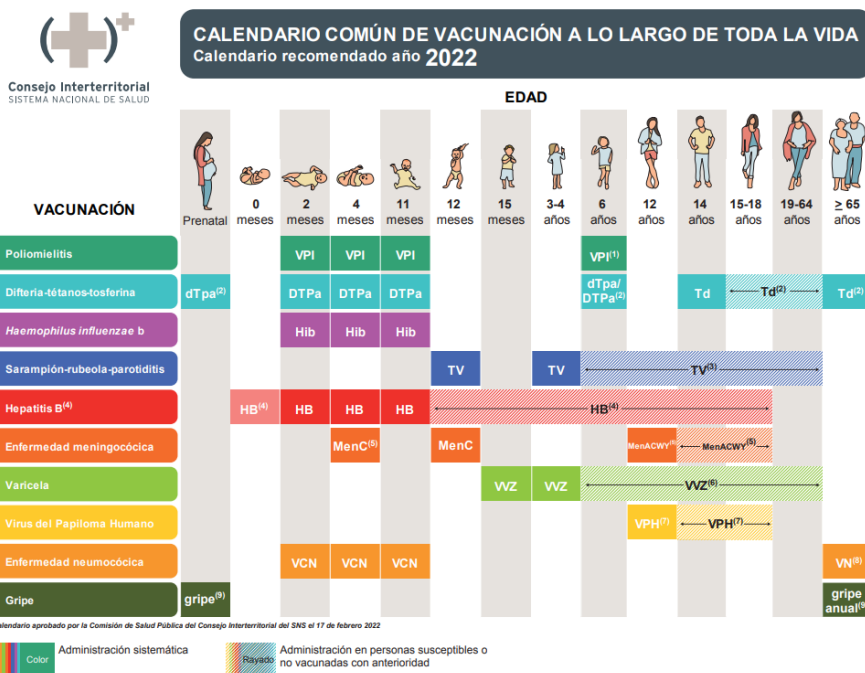 CALENDARIO COMÚN DE VACUNACIÓN A LO LARGO DE TODA LA VIDA
Calendario recomendado año 2022
Consejo Interterritorial
SISTEMA NACIONAL DE SALUD
EDAD
VACUNACIÓN
Prenatal
0 meses
2 meses
4 meses
11 meses
12 meses
15 meses
3-4 años
6 años
12 años
14 años
15-18 años
19-64 años
≥ 65 años
Poliomielitis VPI VPI VPI VPI(1)
Difteria-tétanos-tosferina dTpa(2) DTPa DTPa DTPa dTpa/ DTPa(2) Td Td(2) Td(2)
Haemophilus influenzae b Hib Hib Hib
Sarampión-rubeola-parotiditis TV TV TV(3)
Hepatitis B(4) HB(4) HB HB HB HB(4)
Enfermedad meningocócica MenC(5) MenC MenACWY(5) MenACWY(5)
Varicela VVZ VVZ VVZ(6)
Virus del Papiloma Humano VPH(7) VPH(7)
Enfermedad neumocócica VCN VCN VCN VN(8)
Gripe gripe(9) gripe anual(9)
alendario aprobado por la Comisión de Salud Pública del Consejo Interterritorial del SNS el 17 de febrero 2022
Color Administración sistemática
Rayado Administración en personas susceptibles o
no vacunadas con anterioridad